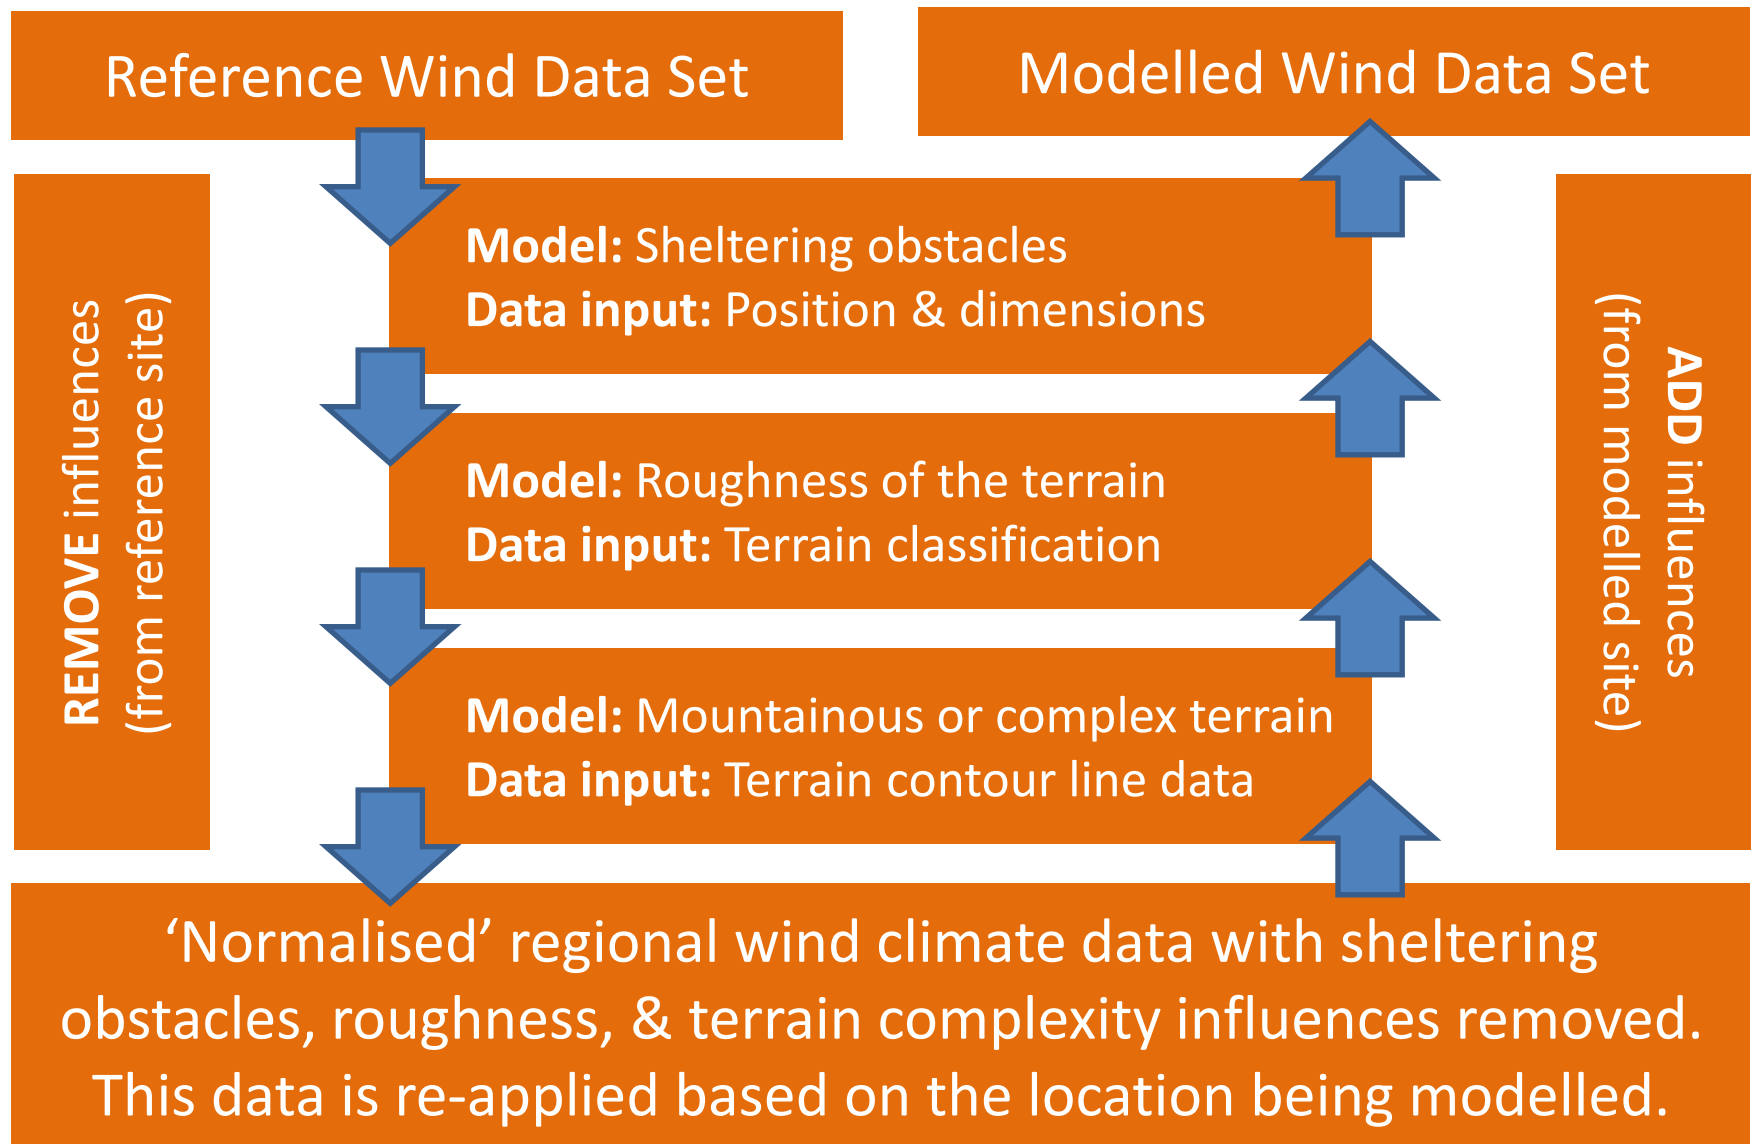 Reference Wind Data Set
Modelled Wind Data Set
REMOVE influences
(from reference site)
Model: Sheltering obstacles
Data input: Position & dimensions
Model: Roughness of the terrain
Data input: Terrain classification
Model: Mountainous or complex terrain
Data input: Terrain contour line data
ADD influences
(from modelled site)
‘Normalised’ regional wind climate data with sheltering
obstacles, roughness, & terrain complexity influences removed.
This data is re-applied based on the location being modelled.